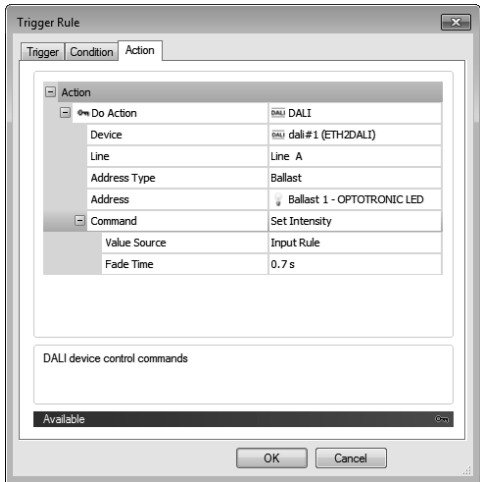 Trigger Rule
Trigger Condition Action
Action
Do Action DALI DALI
Device DALI dali#1 (ETH2DALI)
Line Line A
Address Type Ballast
Address Ballast 1 - OPTOTRONIC LED
Command Set Intensity
Value Source Input Rule
Fade Time 0.7 s
DALI device control commands
Available
OK Cancel